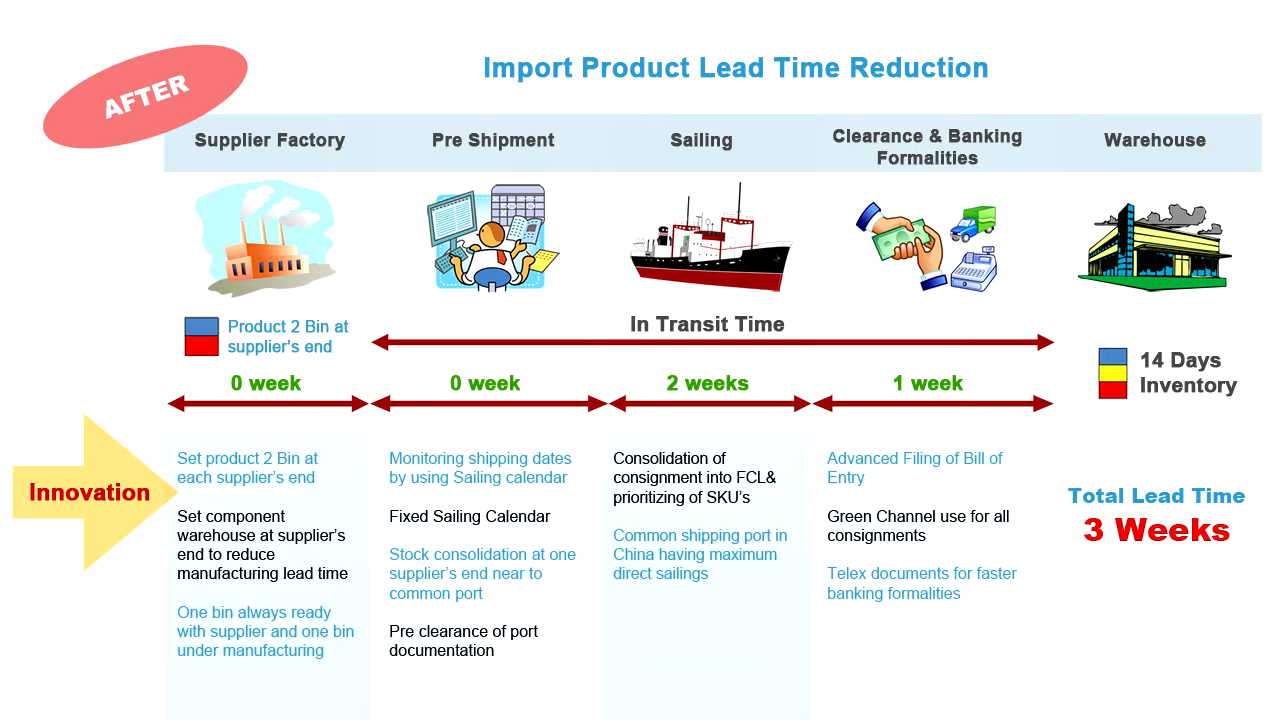 AFTER
Import Product Lead Time Reduction
Supplier Factory
Pre Shipment
Sailing
Clearance & Banking
Formalities
Warehouse
Product 2 Bin at
supplier’s end
In Transit Time
14 Days
Inventory
0 week
0 week
2 weeks
1 week
Innovation
Set product 2 Bin at
each supplier’s end
Set component
warehouse at supplier’s
end to reduce
manufacturing lead time
One bin always ready
with supplier and one bin
under manufacturing
Monitoring shipping dates
by using Sailing calendar
Fixed Sailing Calendar
Stock consolidation at one
supplier’s end near to
common port
Pre clearance of port
documentation
Consolidation of
consignment into FCL&
prioritizing of SKU’s
Common shipping port in
China having maximum
direct sailings
Advanced Filing of Bill of
Entry
Green Channel use for all
consignments
Telex documents for faster
banking formalities
Total Lead Time
3 Weeks